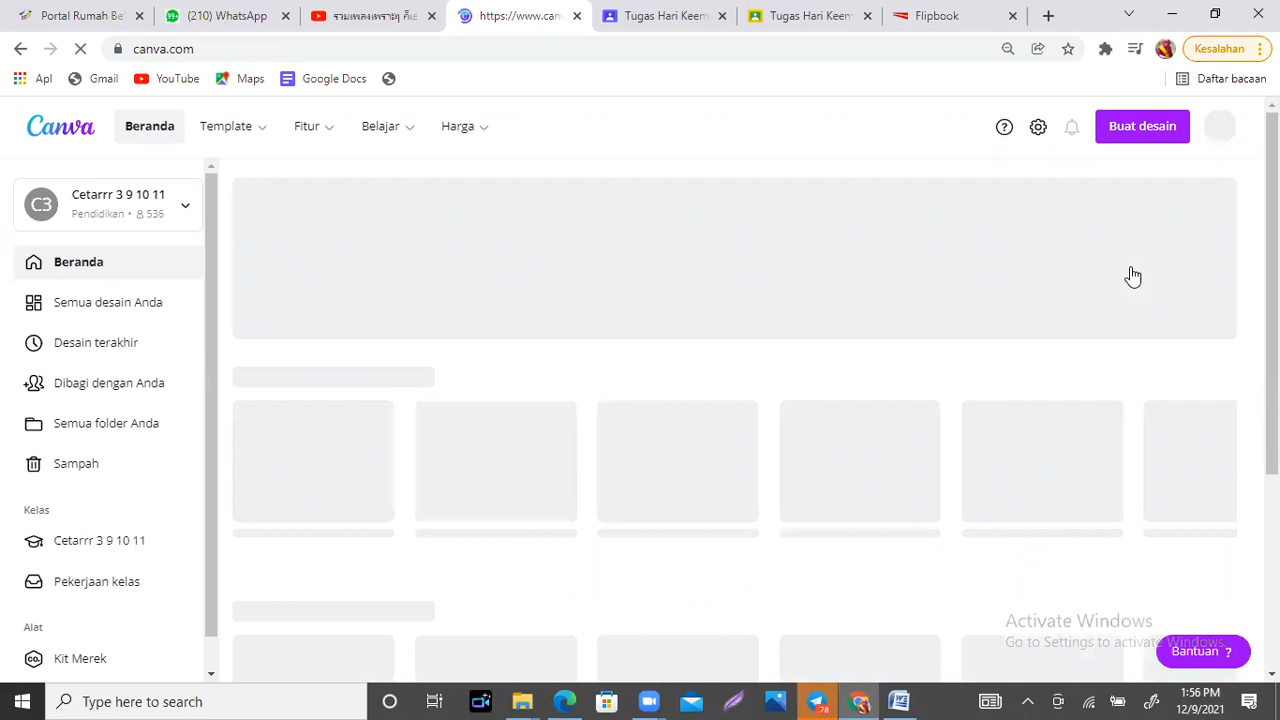 Trial Rumah Be
(210) WhatsApp
https://www.can
Tugas Hari Keem
Tugas Hari Keem
Flipbook
canva.com
Kesalahan
Apl
Gmail
YouTube
Maps
Google Docs
Daftar bacaan
Canva
Beranda
Template
Fitur
Belajar
Harga
Buat desain
C3
Cetarrr 3 9 10 11
Pendidikan • 536
Beranda
Semua desain Anda
Desain terakhir
Dibagi dengan Anda
Semua folder Anda
Sampah
Kelas
Cetarrr 3 9 10 11
Pekerjaan kelas
Alat
Kit Merek
Activate Windows
Go to Settings to activate Windows.
Bantuan ?
Type here to search
78
1:56 PM
12/9/2021